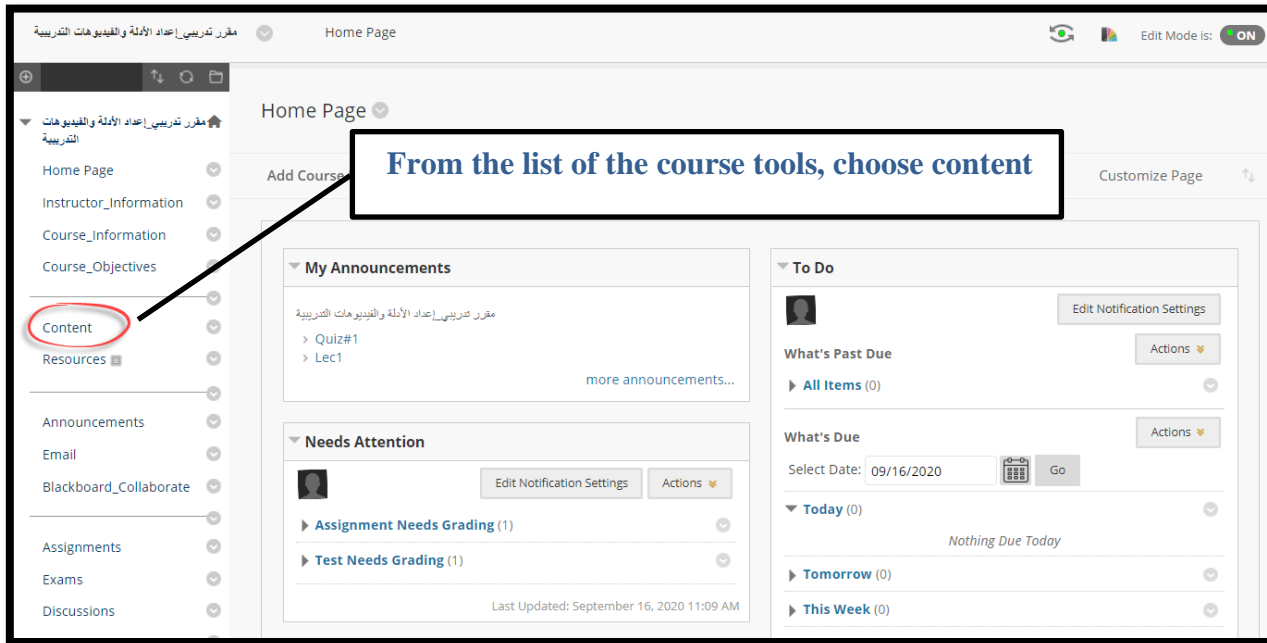 مقرر تدريبي_إعداد الأدلة والفيديوهات التدريبية
Home Page
Edit Mode is:
ON
مقرر تدريبي_إعداد الأدلة والفيديوهات
التدريبية
Home Page
Instructor_Information
Course_Information
Course_Objectives
Content
Resources
Announcements
Email
Blackboard_Collaborate
Assignments
Exams
Discussions
Home Page
From the list of the course tools, choose content
Add Course
Customize Page
My Announcements
مقرر تدريبي_إعداد الأدلة والفيديوهات التدريبية
Quiz#1
Lec1
more announcements...
Needs Attention
Edit Notification Settings
Actions
Assignment Needs Grading (1)
Test Needs Grading (1)
Last Updated: September 16, 2020 11:09 AM
To Do
Edit Notification Settings
What's Past Due
Actions
All Items (0)
What's Due
Actions
Select Date: 09/16/2020 Go
Today (0)
Nothing Due Today
Tomorrow (0)
This Week (0)